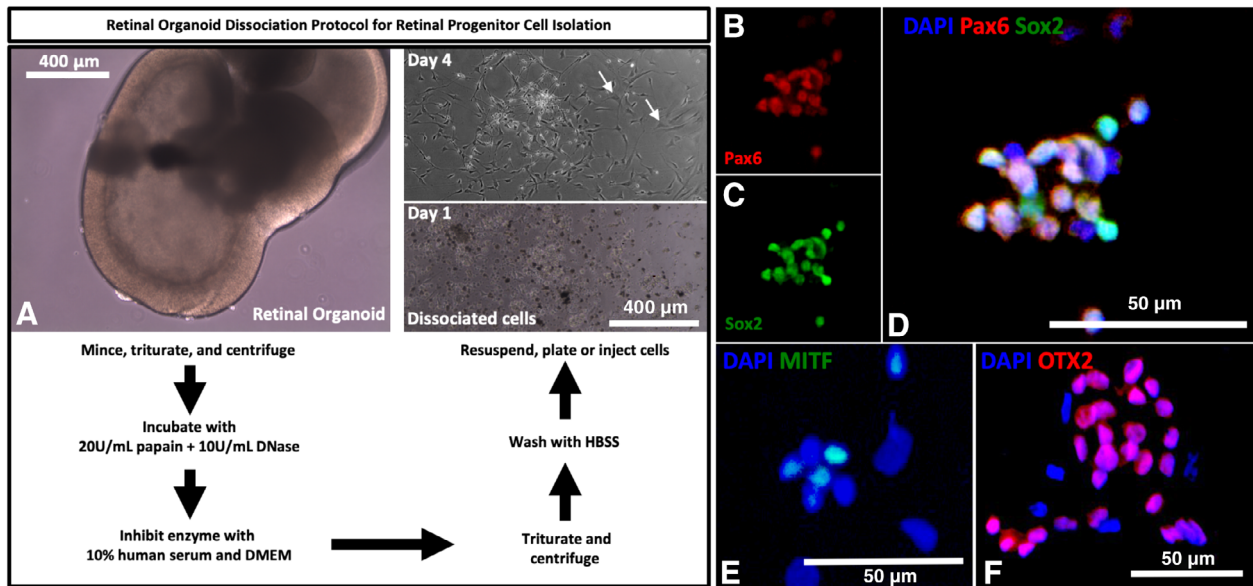 Retinal Organoid Dissociation Protocol for Retinal Progenitor Cell Isolation
400 μm
A
Retinal Organoid
Day 4
Day 1
Dissociated cells
400 μm
Mince, triturate, and centrifuge
Incubate with
20U/mL papain + 10U/mL DNase
Inhibit enzyme with
10% human serum and DMEM
Triturate and
centrifuge
Wash with HBSS
Resuspend, plate or inject cells
B
Pax6
C
Sox2
DAPI Pax6 Sox2
D
50 μm
DAPI MITF
E
50 μm
DAPI OTX2
F
50 μm